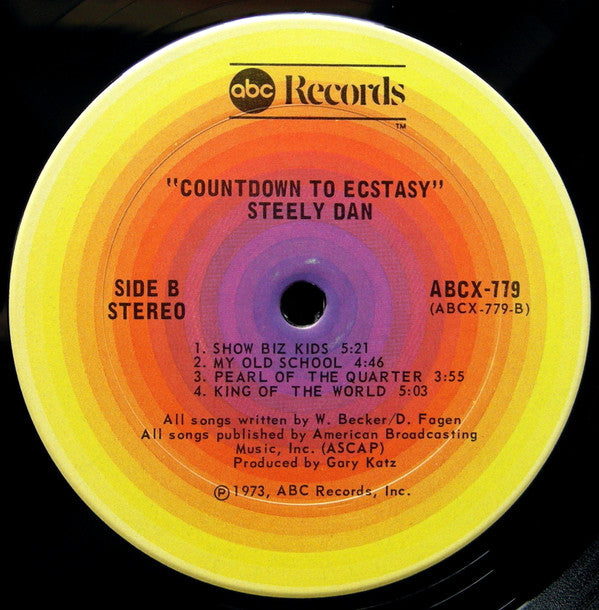 abc Records
™
"COUNTDOWN TO ECSTASY"
STEELY DAN
SIDE B
STEREO
ABCX-779
(ABCX-779-B)
1. SHOW BIZ KIDS 5:21
2. MY OLD SCHOOL 4:46
3. PEARL OF THE QUARTER 3:55
4. KING OF THE WORLD 5:03
All songs written by W. Becker/D. Fagen
All songs published by American Broadcasting
Music, Inc. (ASCAP)
Produced by Gary Katz
℗1973, ABC Records, Inc.